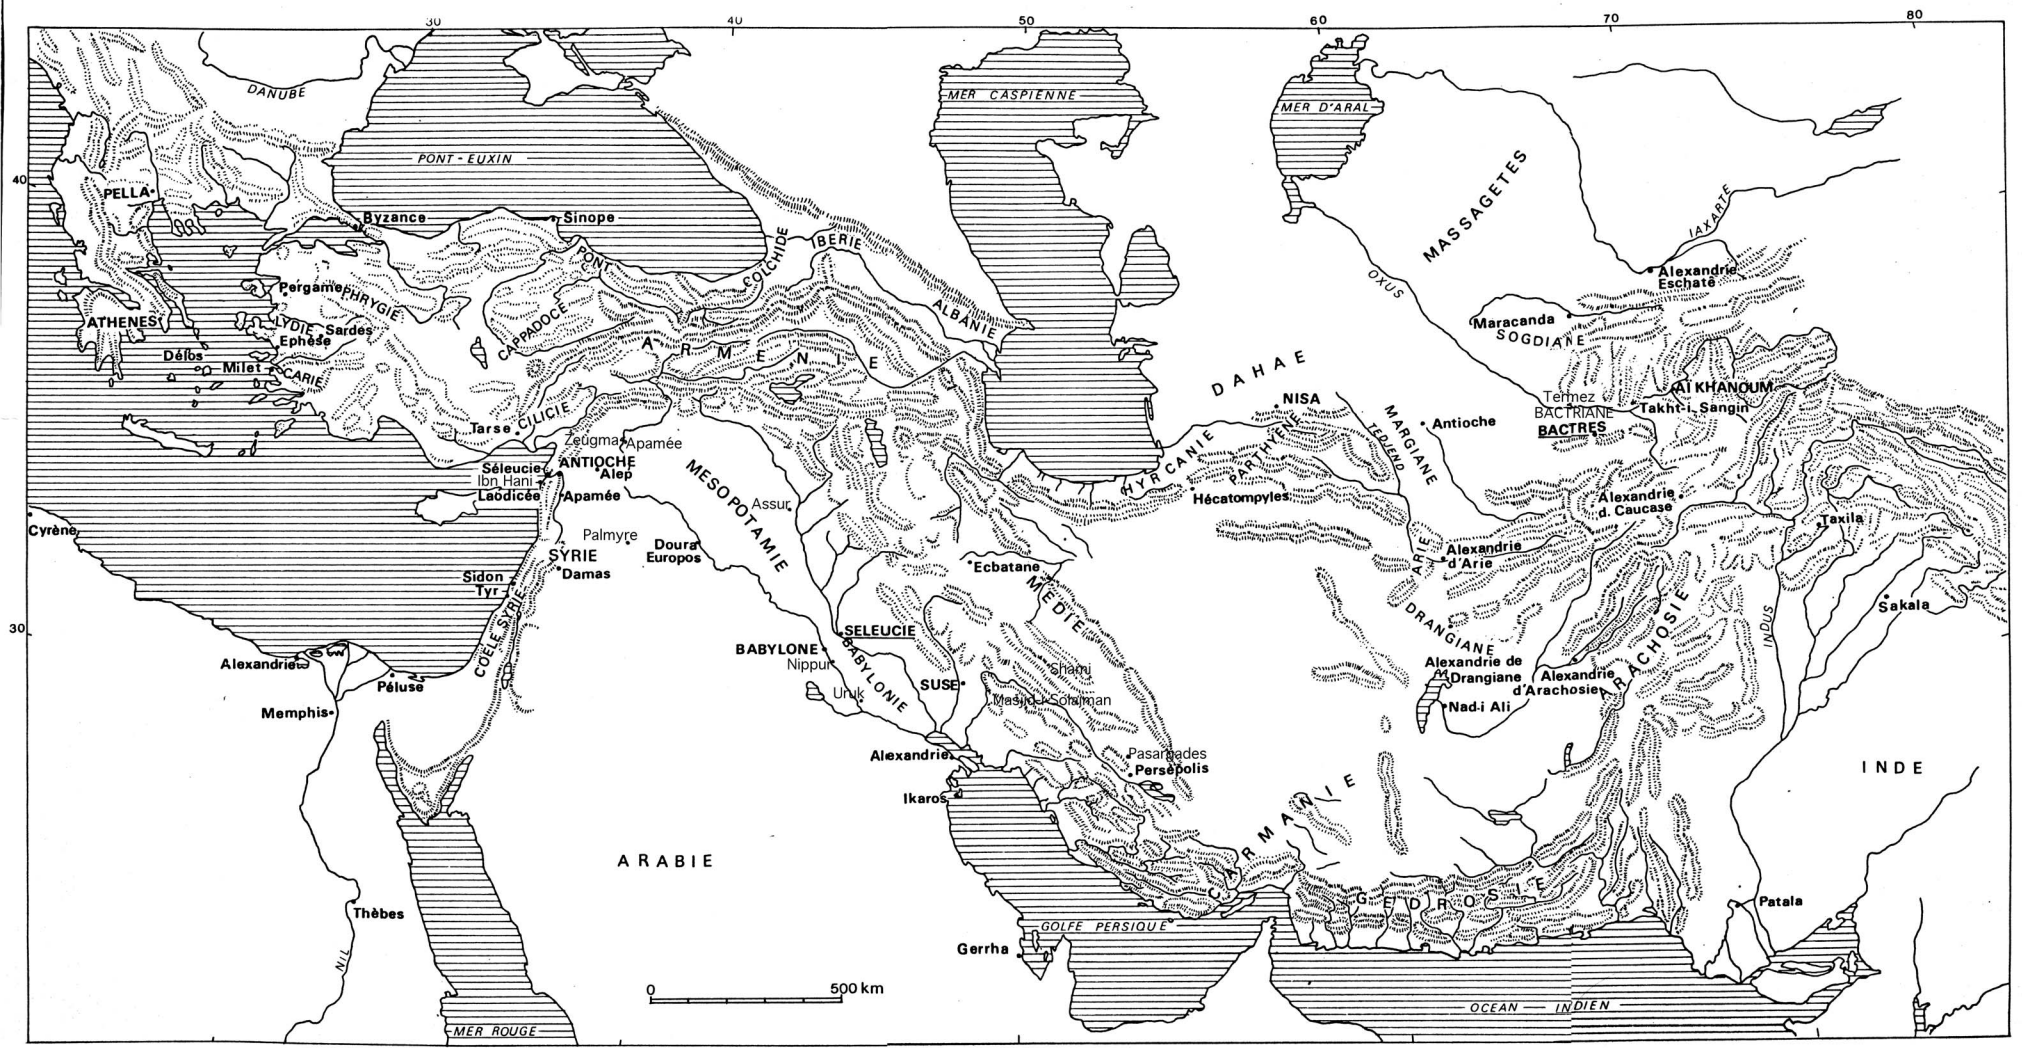 30 40 50 60 70 80
40
30
DANUBE
MER CASPIENNE
MER D'ARAL
PONT-EUXIN
MASSAGETES
IAXARTE
OXUS
PELLA
Byzance
Sinope
COLCHIDE
IBERIE
ALBANIE
PONT
Alexandrie
Eschatè
Pergame
PHRYGIE
ATHENES
LYDIE
Sardes
Ephèse
CAPPADOCE
ARMENIE
Maracanda
SOGDIANE
Délos
Milet
CARIE
DAHAE
AÏ KHANOUM
Termez
BACTRIANE
Takht-i. Sangin
BACTRES
NISA
MARGIANE
Antioche
TEDJEND
Tarse
CILICIE
Zeugma
Apamée
HYRCANIE
PARTHYENE
Séleucie
ANTIOCHE
Alep
Ibn Hani
Laodicée
Apamée
MESOPOTAMIE
Assur
Hécatompyles
Alexandrie
d. Caucase
Taxila
Cyrène
Palmyre
SYRIE
Damas
Doura
Europos
Ecbatane
ARIE
Alexandrie
d'Arie
Sidon
Tyr
COELE SYRIE
MEDIE
DRANGIANE
ARACHOSIE
INDUS
Sakala
SELEUCIE
BABYLONE
Nippur
BABYLONIE
Uruk
SUSE
Shami
Masjid-i-Solaiman
Alexandrie de
Drangiane
Alexandrie
d'Arachosie
Nad-i Ali
Alexandrie
Péluse
Memphis
Alexandrie
Pasargades
Persépolis
Ikaros
INDE
CARMANIE
ARABIE
GEDROSIE
Thèbes
Patala
NIL
GOLFE PERSIQUE
Gerrha
0 500 km
OCEAN INDIEN
MER ROUGE